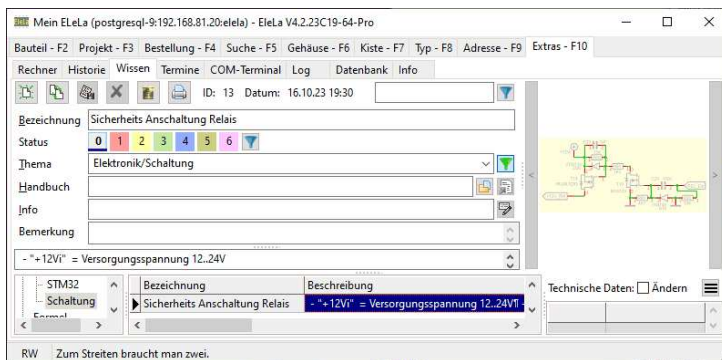 Mein ELeLa (postgresql-9:192.168.81.20:elela) - EleLa V4.2.23C19-64-Pro
Bauteil - F2 Projekt - F3 Bestellung - F4 Suche - F5 Gehäuse - F6 Kiste - F7 Typ - F8 Adresse - F9 Extras - F10
Rechner Historie Wissen Termine COM-Terminal Log Datenbank Info
ID: 13 Datum: 16.10.23 19:30
Bezeichnung Sicherheits Anschaltung Relais
Status 0 1 2 3 4 5 6
Thema Elektronik/Schaltung
Handbuch
Info
Bemerkung
- "+12Vi" = Versorgungsspannung 12..24V
STM32 Bezeichnung Beschreibung Technische Daten: Ändern
Schaltung Sicherheits Anschaltung Relais - "+12Vi" = Versorgungsspannung 12..24V¶ -
Formel
RW Zum Streiten braucht man zwei.